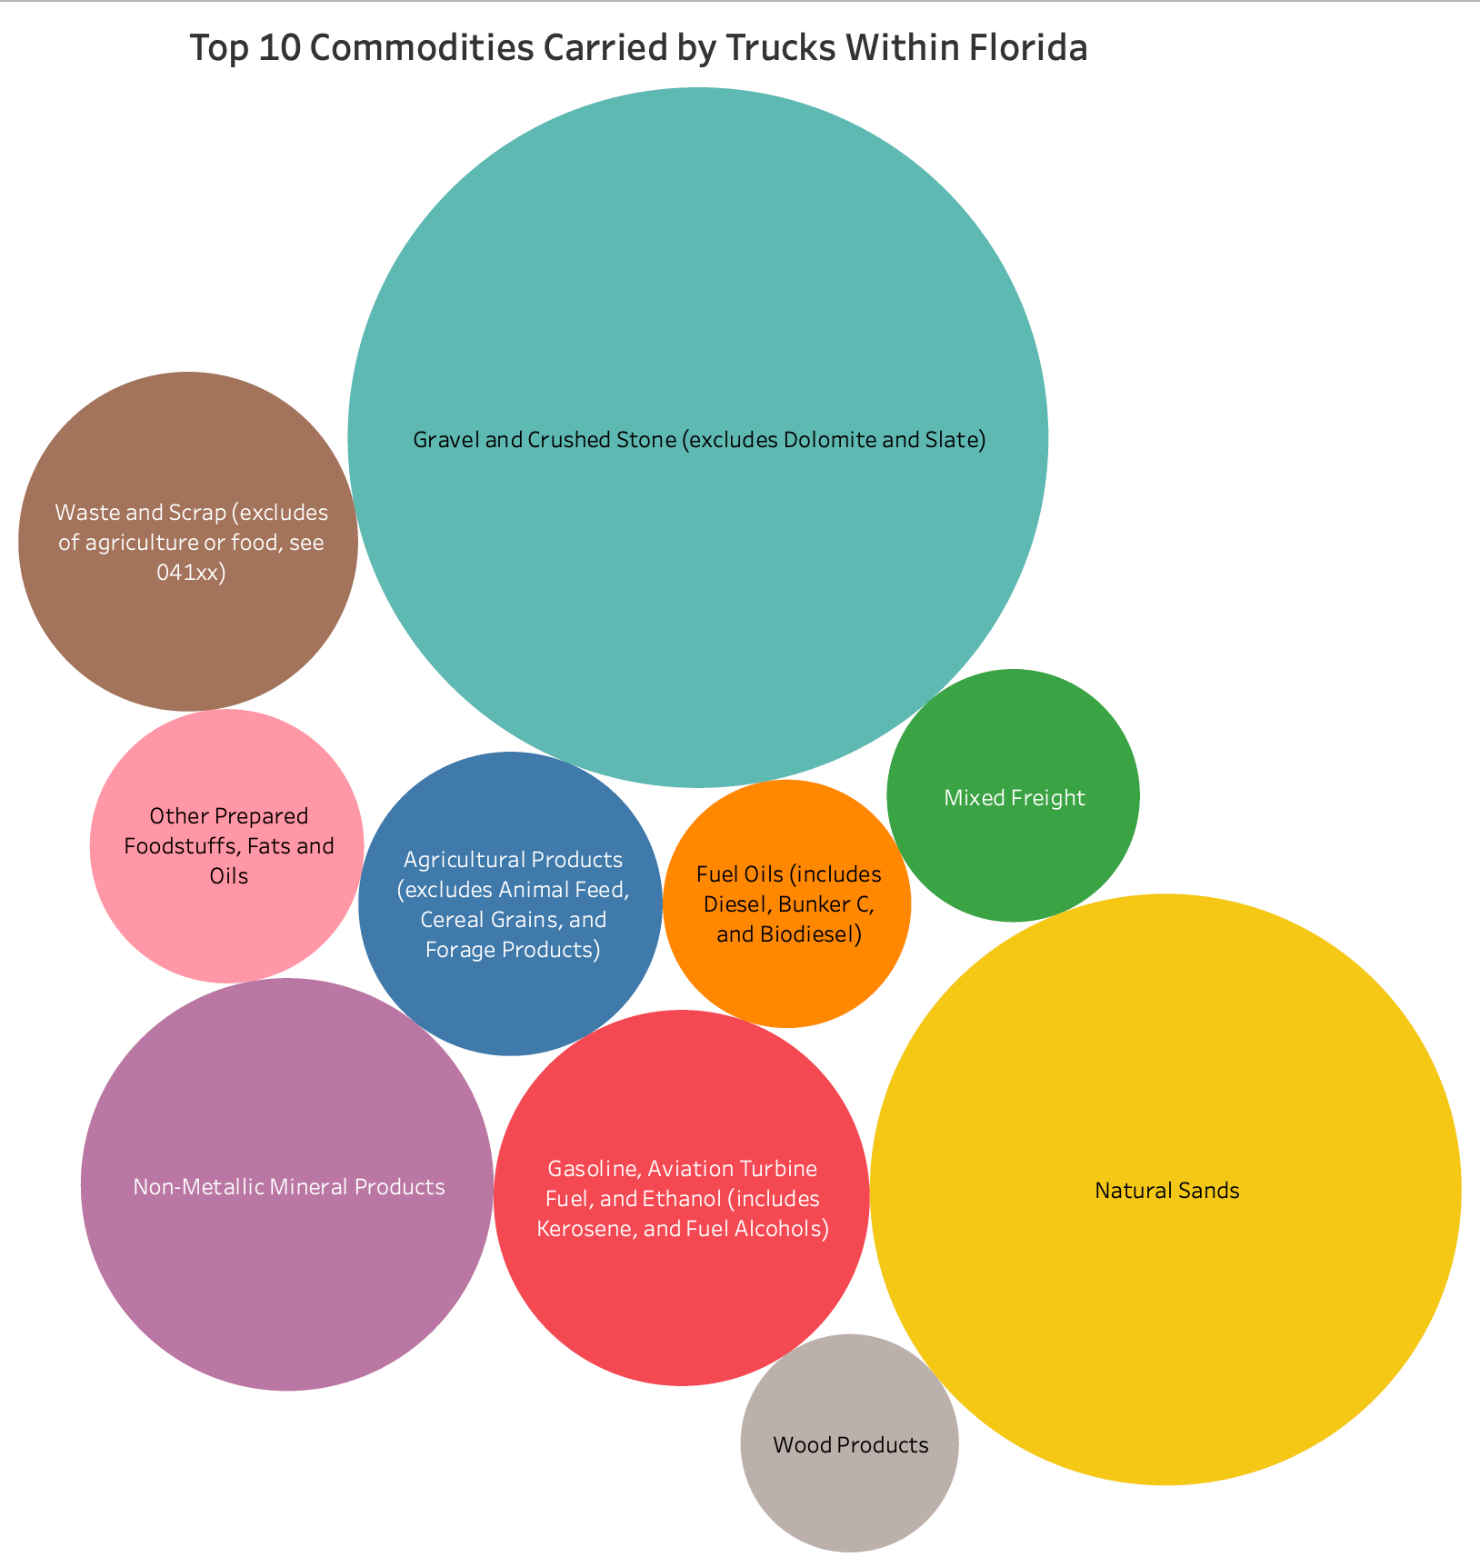 Top 10 Commodities Carried by Trucks Within Florida
Gravel and Crushed Stone (excludes Dolomite and Slate)
Waste and Scrap (excludes
of agriculture or food, see
041xx)
Mixed Freight
Other Prepared
Foodstuffs, Fats and
Oils
Agricultural Products
(excludes Animal Feed,
Cereal Grains, and
Forage Products)
Fuel Oils (includes
Diesel, Bunker C,
and Biodiesel)
Non-Metallic Mineral Products
Gasoline, Aviation Turbine
Fuel, and Ethanol (includes
Kerosene, and Fuel Alcohols)
Natural Sands
Wood Products